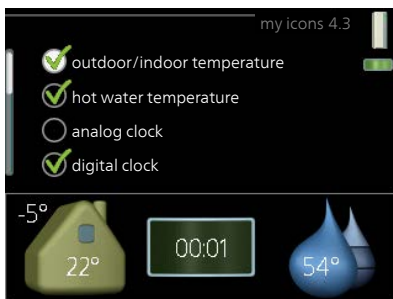 my icons 4.3
outdoor/indoor temperature
hot water temperature
analog clock
digital clock
-5°
22°
00:01
54°